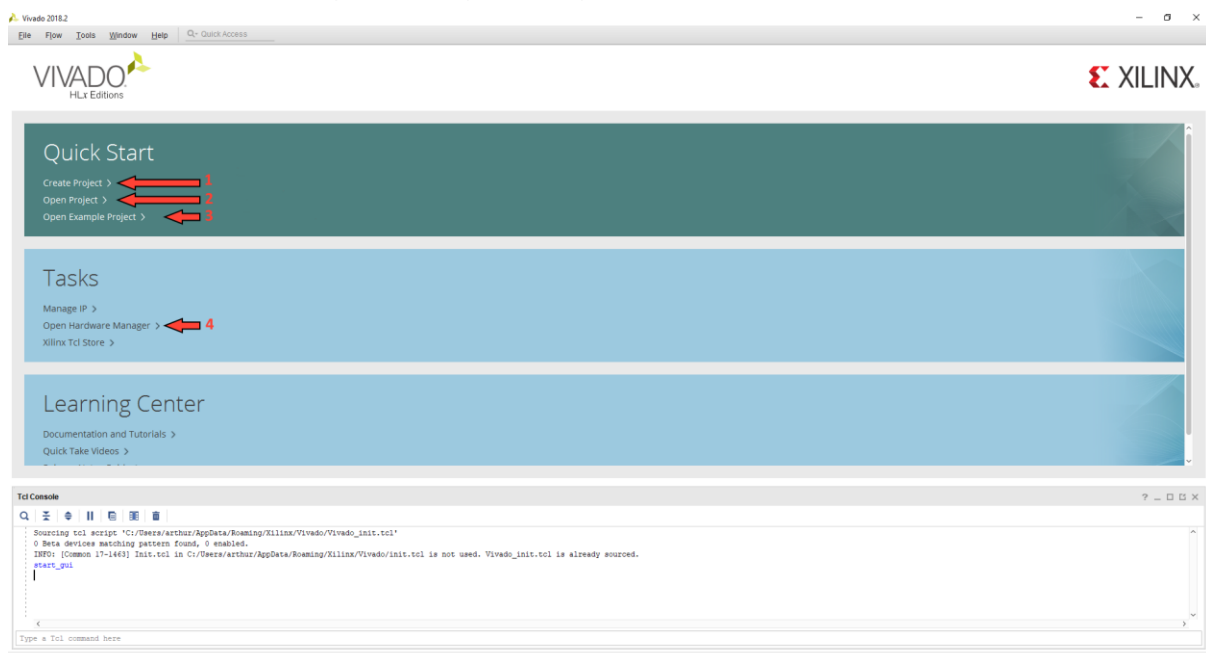 Vivado 2018.2
File Flow Tools Window Help Q- Quick Access
VIVADO.
HLx Editions
XILINX.
Quick Start
Create Project > 1
Open Project > 2
Open Example Project > 3
Tasks
Manage IP >
Open Hardware Manager > 4
Xilinx Tcl Store >
Learning Center
Documentation and Tutorials >
Quick Take Videos >
Tcl Console
Sourcing tcl script 'C:/Users/arthur/AppData/Roaming/Xilinx/Vivado/Vivado_init.tcl'
0 Beta devices matching pattern found, 0 enabled.
INFO: [Common 17-1463] Init.tcl in C:/Users/arthur/AppData/Roaming/Xilinx/Vivado/init.tcl is not used. Vivado_init.tcl is already sourced.
start_gui
Type a Tcl command here